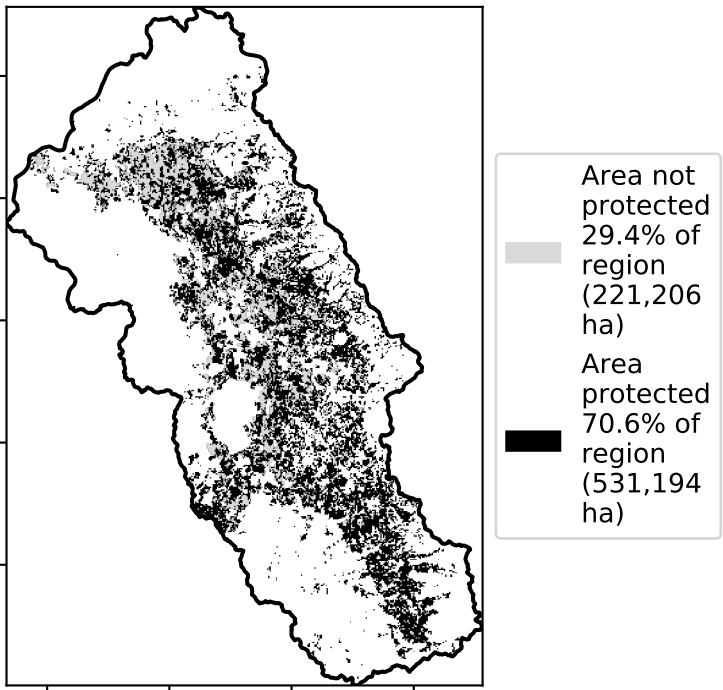 Area not
protected
29.4% of
region
(221,206
ha)
Area
protected
70.6% of
region
(531,194
ha)